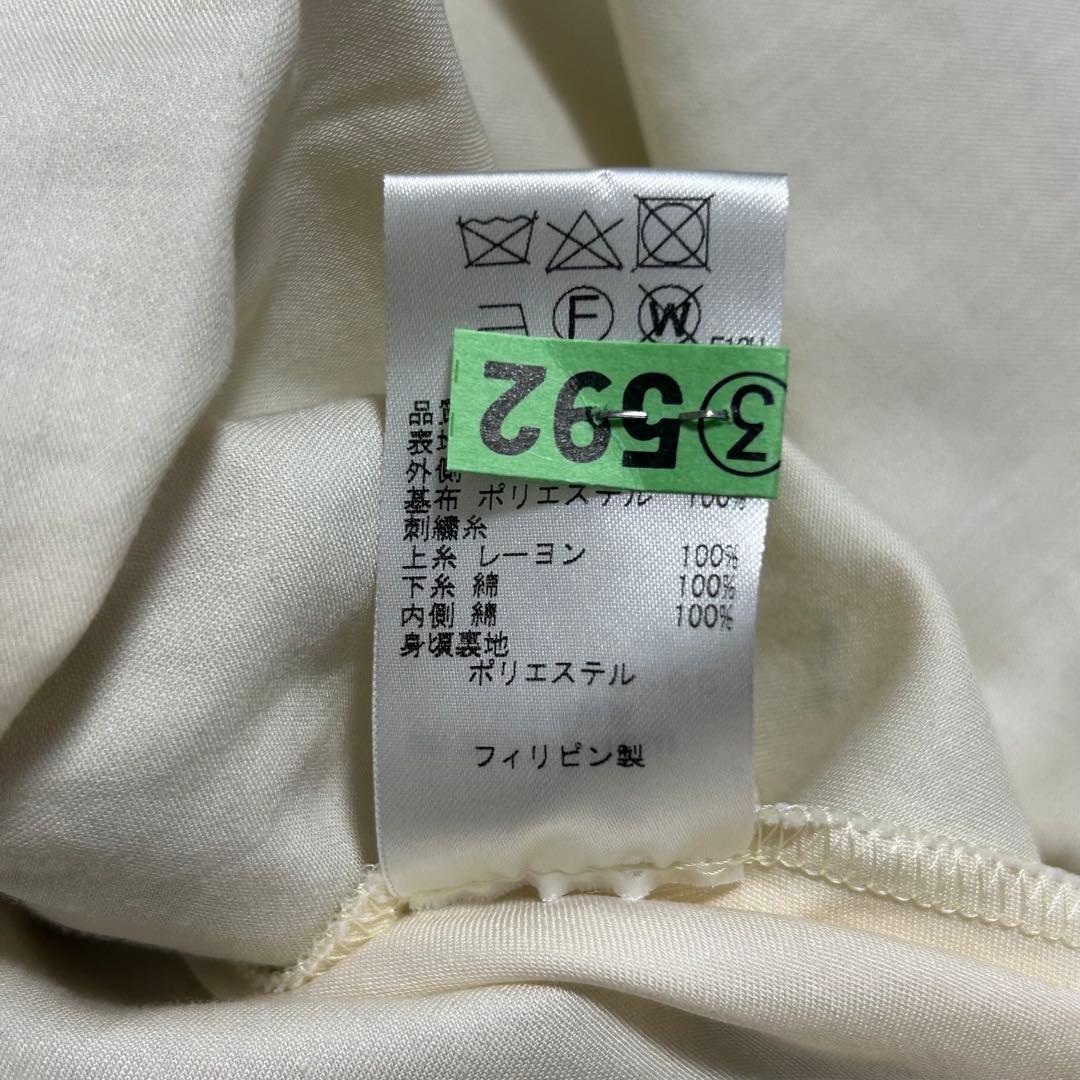 F
W
③592
品質
表地
外側
基布 ポリエステル 100%
刺繍糸
上糸 レーヨン 100%
下糸 綿 100%
内側 綿 100%
身頃裏地
ポリエステル
フィリピン製